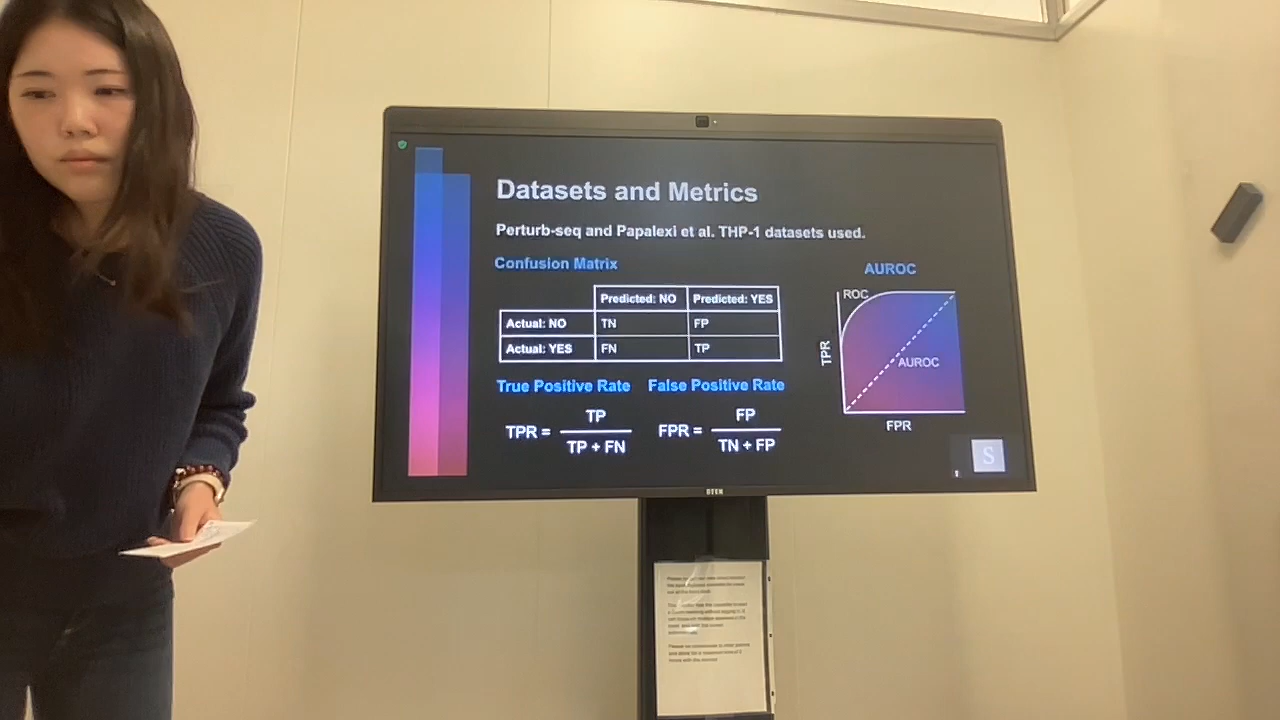 Datasets and Metrics
Perturb-seq and Papalexi et al. THP-1 datasets used.
Confusion Matrix
Predicted: NO Predicted: YES
Actual: NO TN FP
Actual: YES FN TP
True Positive Rate False Positive Rate
TPR = TP / TP + FN
FPR = FP / TN + FP
AUROC
ROC
TPR
AUROC
FPR
S
DTEN